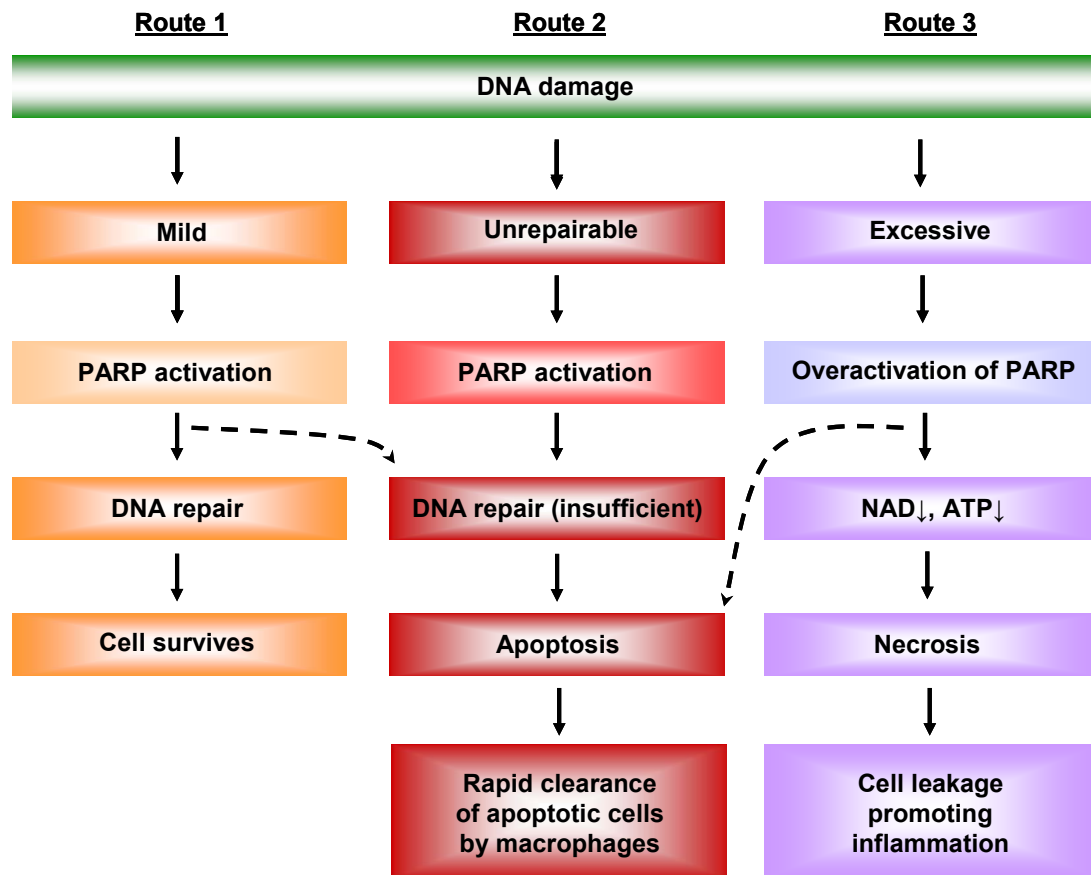 Route 1
Route 2
Route 3
DNA damage
Mild
Unrepairable
Excessive
PARP activation
PARP activation
Overactivation of PARP
DNA repair
DNA repair (insufficient)
NAD↓, ATP↓
Cell survives
Apoptosis
Necrosis
Rapid clearance
of apoptotic cells
by macrophages
Cell leakage
promoting
inflammation